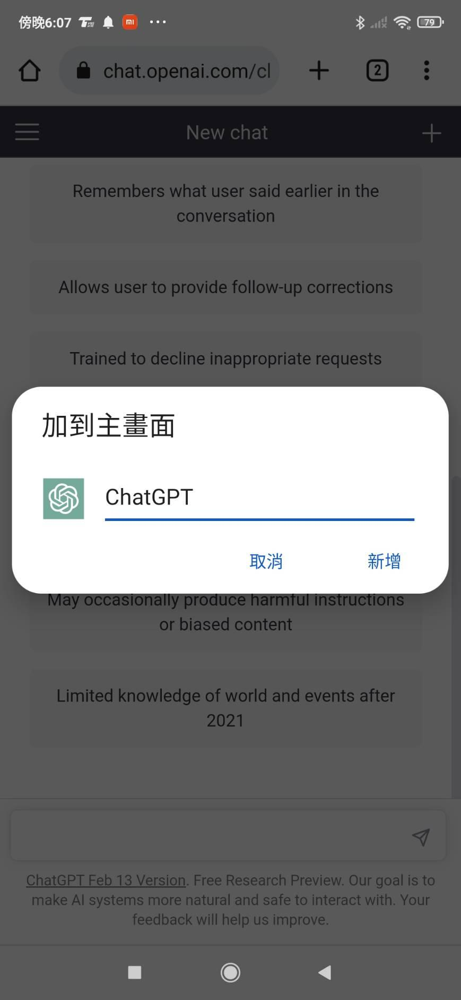 傍晚6:07
79
chat.openai.com/cl
2
New chat
Remembers what user said earlier in the
conversation
Allows user to provide follow-up corrections
Trained to decline inappropriate requests
加到主畫面
ChatGPT
取消 新增
May occasionally produce harmful instructions
or biased content
Limited knowledge of world and events after
2021
ChatGPT Feb 13 Version. Free Research Preview. Our goal is to
make AI systems more natural and safe to interact with. Your
feedback will help us improve.